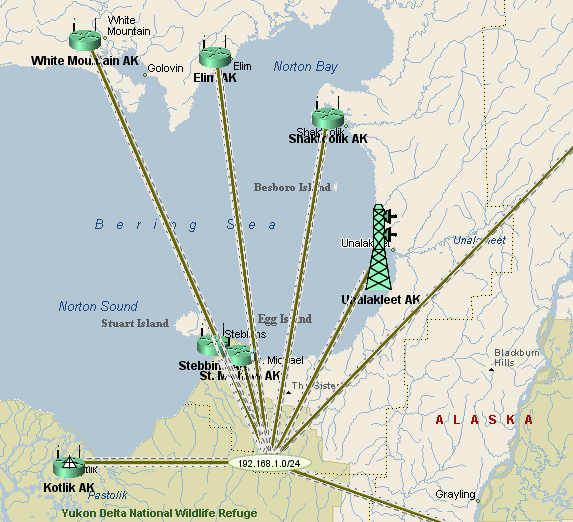 White
Mountain
White Mountain AK
Golovin
Elim
Elim AK
Norton Bay
Shaktoolik
Shaktoolik AK
Besboro Island
Bering Sea
Unalakleet
Unalakleet
Unalakleet AK
Norton Sound
Stuart Island
Egg Island
Stebbins
Stebbins AK
St. Michael
St. Michael AK
The Sisters
Blackburn
Hills
ALASKA
192.168.1.0/24
Kotlik
Kotlik AK
Pastolik
Grayling
Yukon Delta National Wildlife Refuge